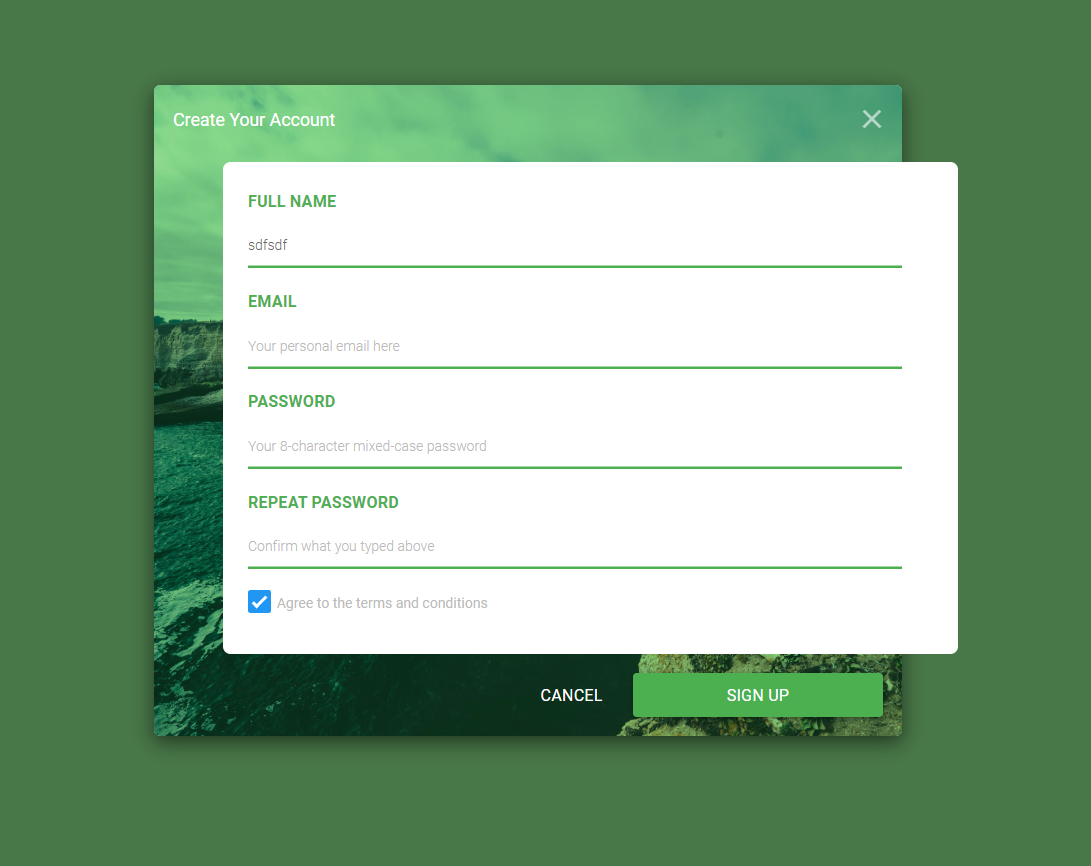 Create Your Account
FULL NAME
sdfsdf
EMAIL
Your personal email here
PASSWORD
Your 8-character mixed-case password
REPEAT PASSWORD
Confirm what you typed above
Agree to the terms and conditions
CANCEL
SIGN UP